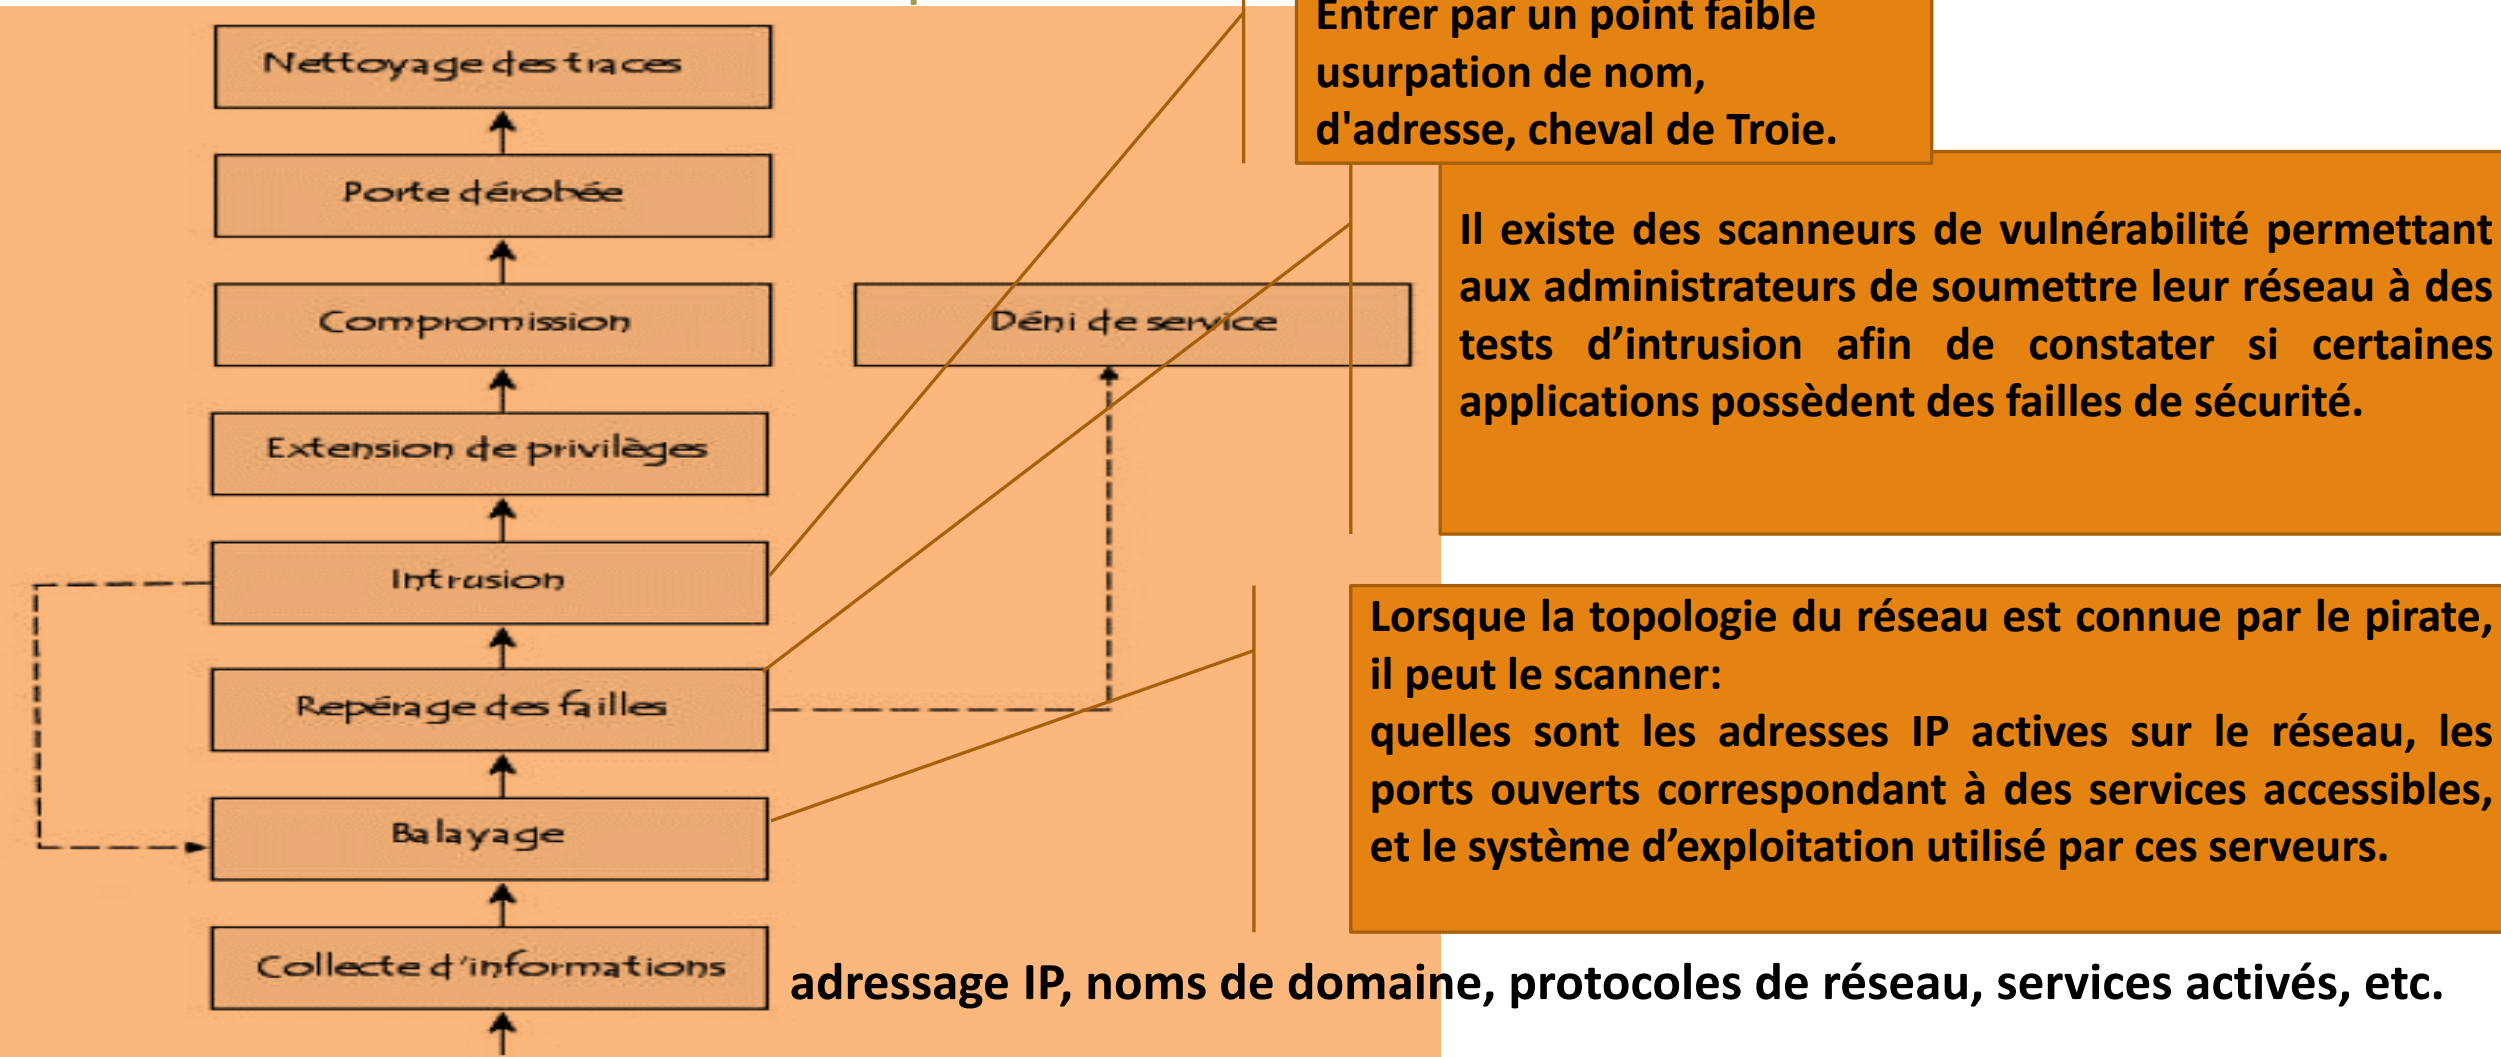 Entrer par un point faible
usurpation de nom,
d'adresse, cheval de Troie.
Nettoyage des traces
Porte dérobée
Compromission
Déni de service
Il existe des scanneurs de vulnérabilité permettant
aux administrateurs de soumettre leur réseau à des
tests d’intrusion afin de constater si certaines
applications possèdent des failles de sécurité.
Extension de privilèges
Intrusion
Repérage des failles
Lorsque la topologie du réseau est connue par le pirate,
il peut le scanner:
quelles sont les adresses IP actives sur le réseau, les
ports ouverts correspondant à des services accessibles,
et le système d’exploitation utilisé par ces serveurs.
Balayage
Collecte d'informations
adressage IP, noms de domaine, protocoles de réseau, services activés, etc.